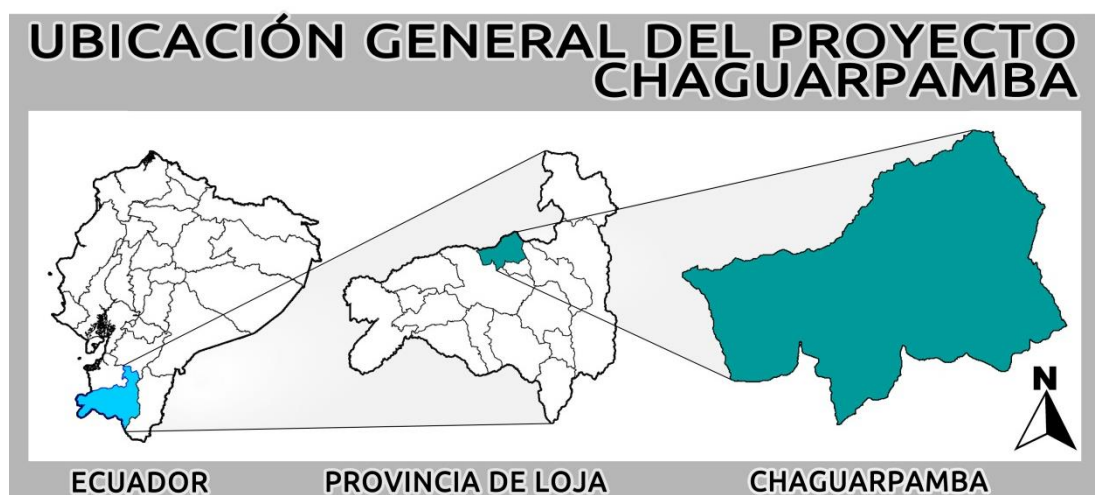 UBICACIÓN GENERAL DEL PROYECTO
CHAGUARPAMBA
N
ECUADOR
PROVINCIA DE LOJA
CHAGUARPAMBA